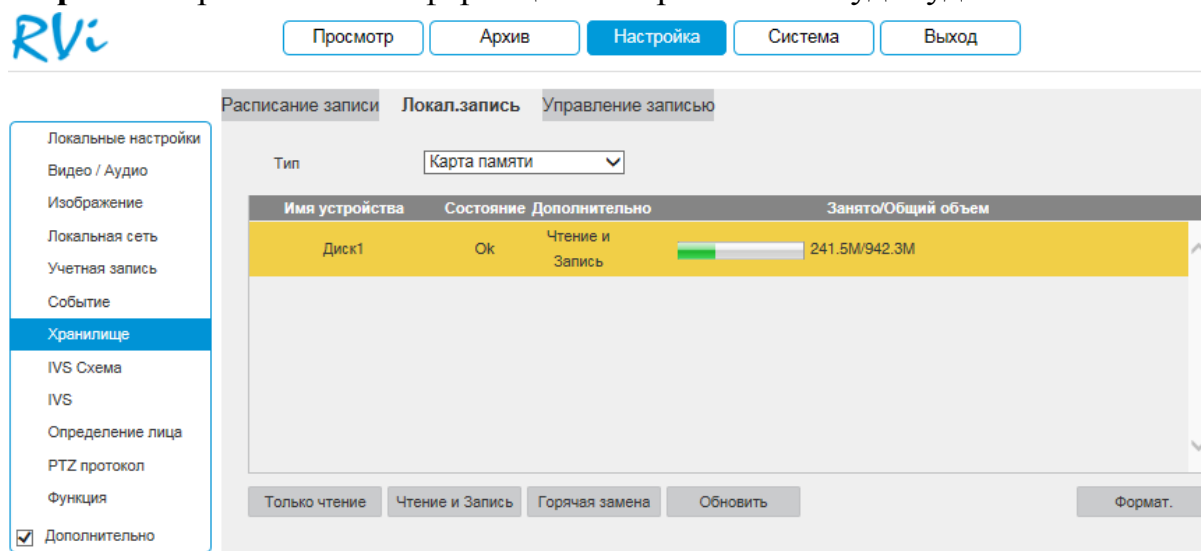 RVi
Просмотр Архив Настройка Система Выход
Расписание записи Локал.запись Управление записью
Локальные настройки
Видео / Аудио
Изображение
Локальная сеть
Учетная запись
Событие
Хранилище
IVS Схема
IVS
Определение лица
PTZ протокол
Функция
Дополнительно
Тип Карта памяти
Имя устройства Состояние Дополнительно Занято/Общий объем
Диск1 Ok Чтение и Запись 241.5M/942.3M
Только чтение Чтение и Запись Горячая замена Обновить Формат.